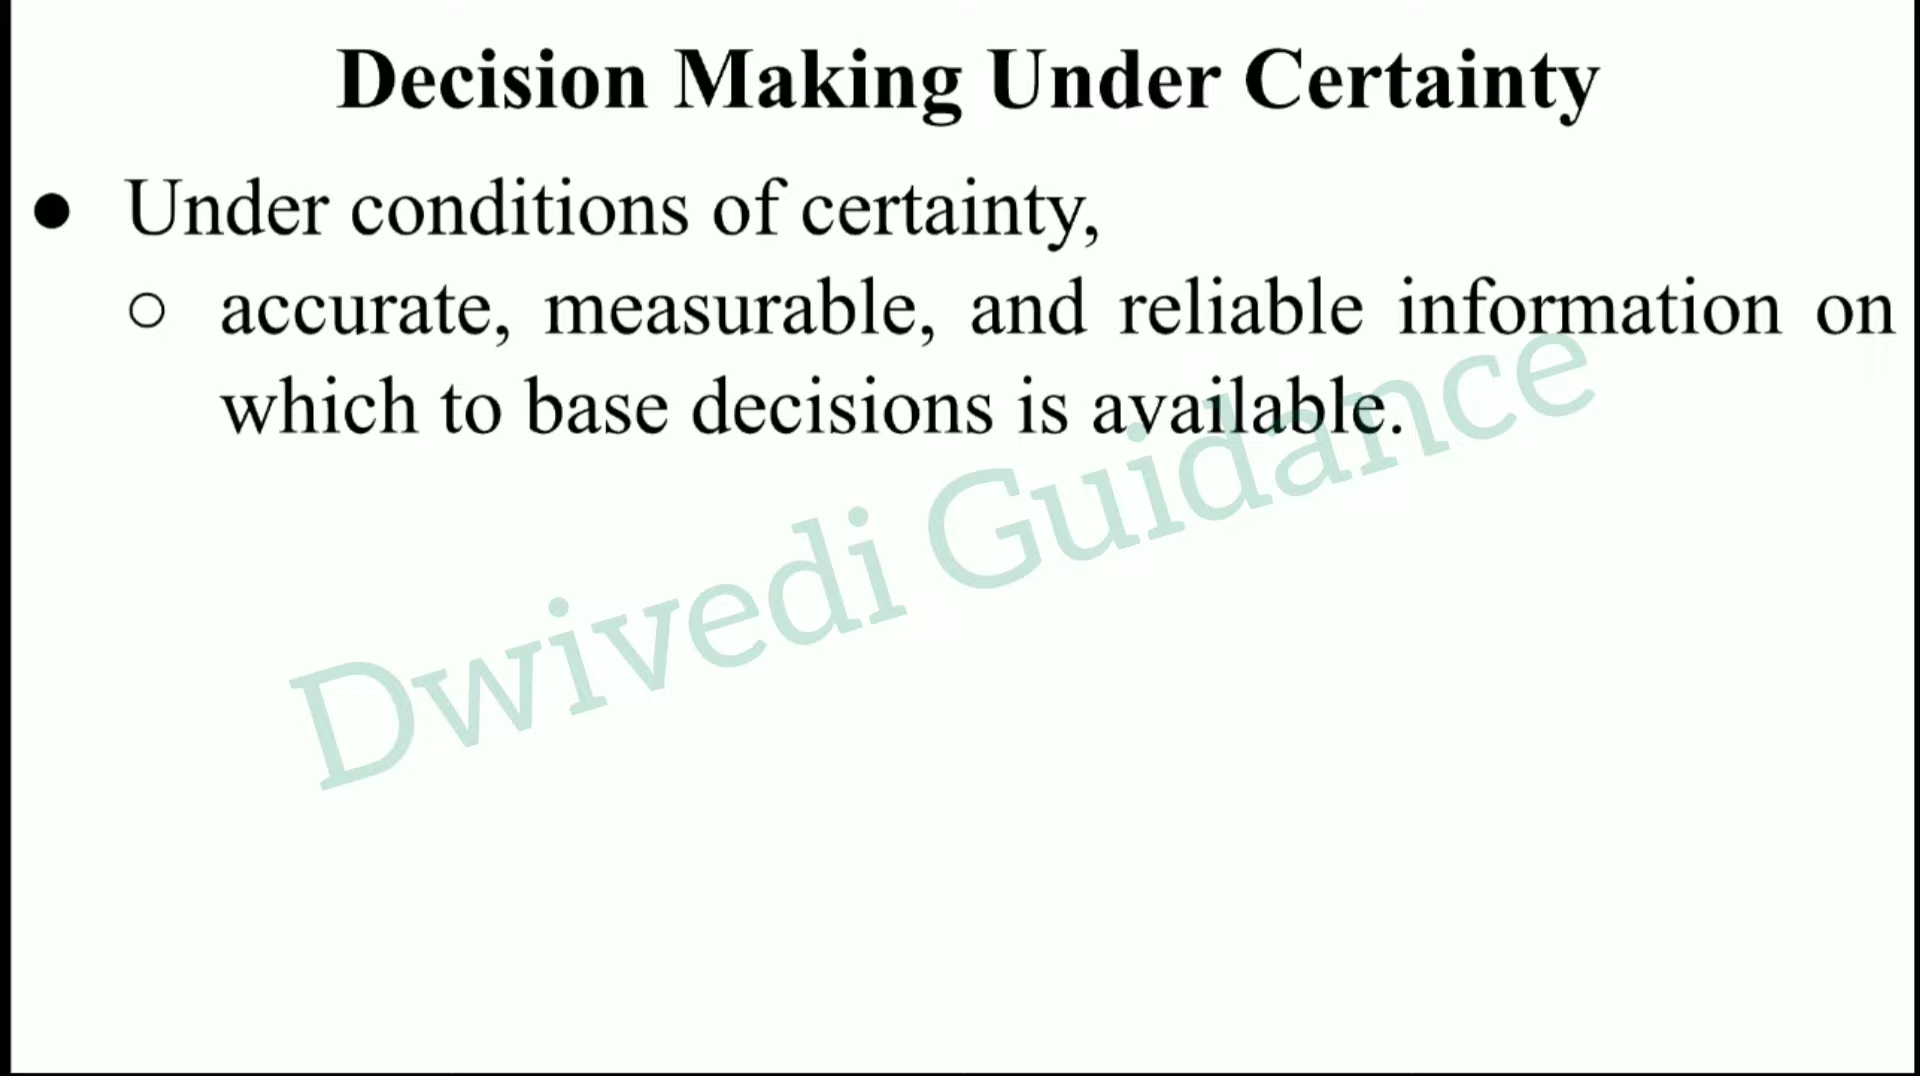 Decision Making Under Certainty
● Under conditions of certainty,
○ accurate, measurable, and reliable information on
which to base decisions is available.
Dwivedi Guidance